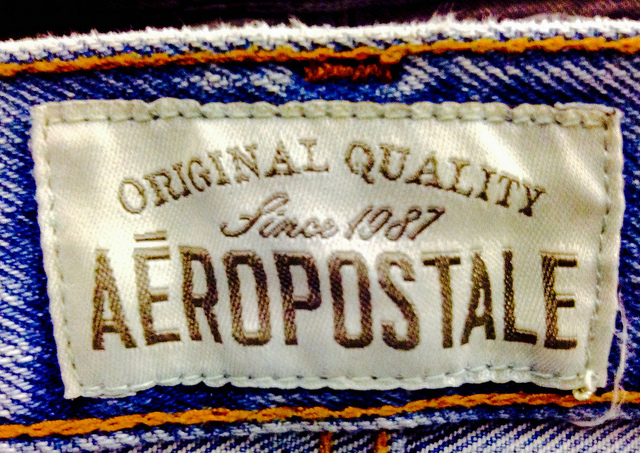 ORIGINAL QUALITY
Since 1987
AĒROPOSTALE